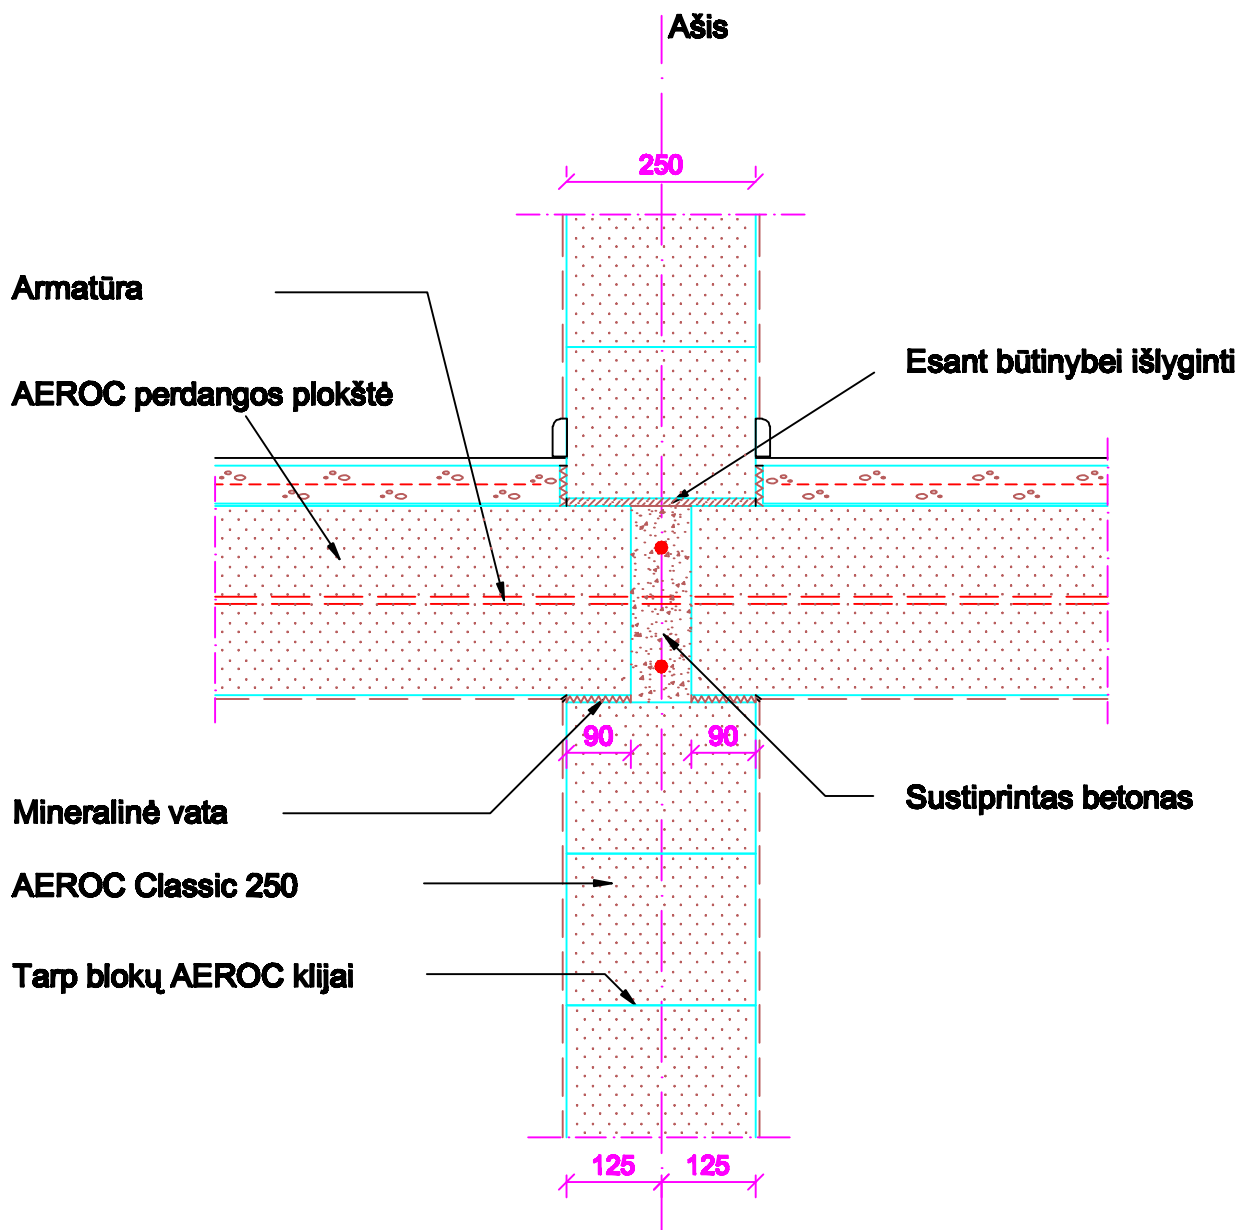 Ašis
250
Armatūra
Esant būtinybei išlyginti
AEROC perdangos plokštė
90
90
Mineralinė vata
Sustiprintas betonas
AEROC Classic 250
Tarp blokų AEROC klijai
125
125